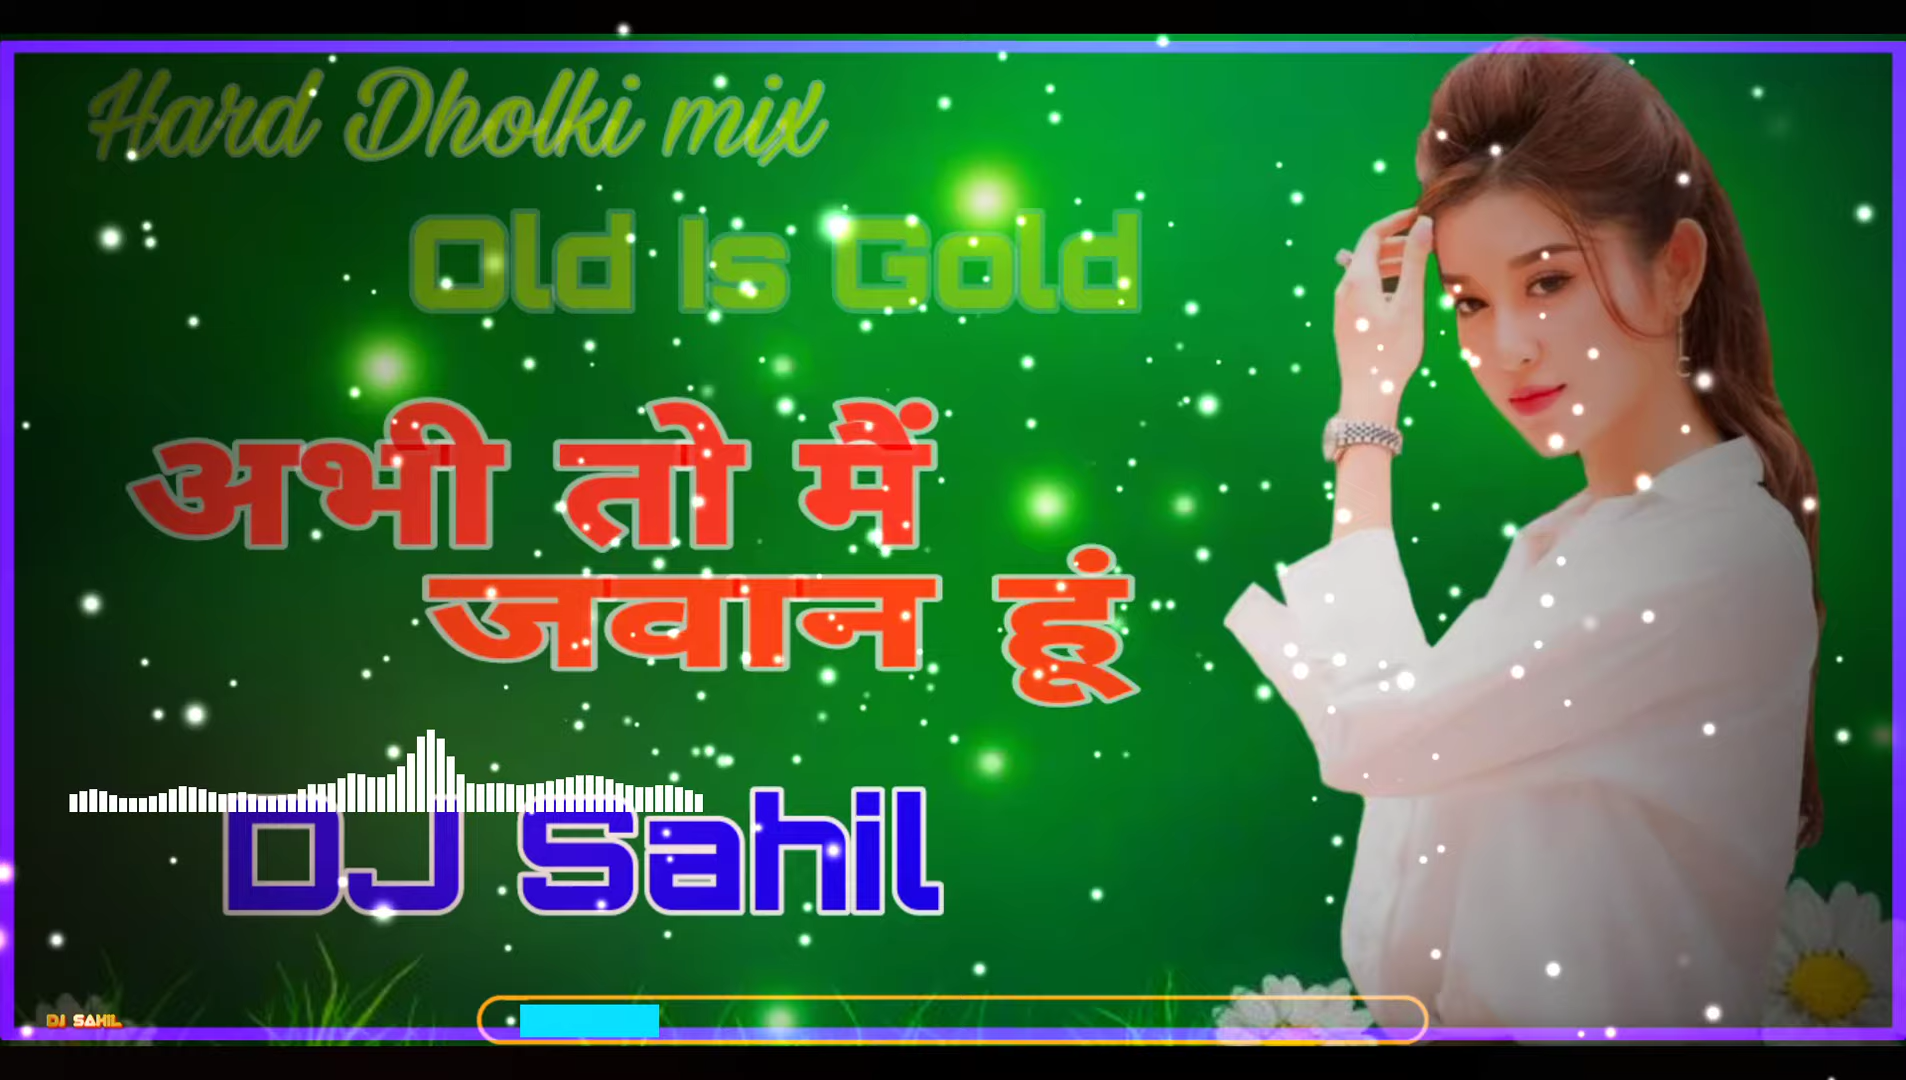 Hard Dholki mix
Old Is Gold
अभी तो में
जवान हूं
DJ Sahil
DJ SAHIL